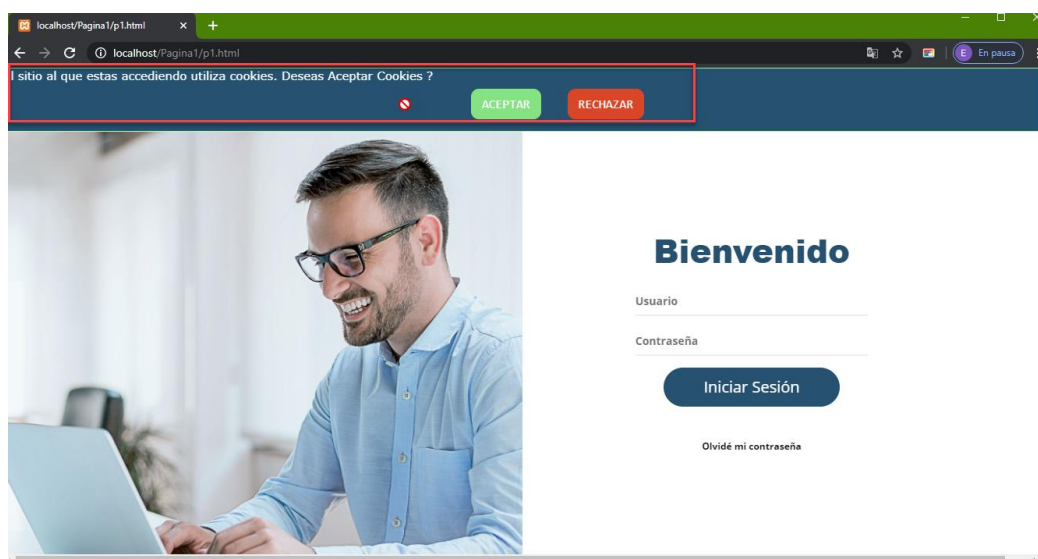 localhost/Pagina1/p1.html
localhost/Pagina1/p1.html
E En pausa
l sitio al que estas accediendo utiliza cookies. Deseas Aceptar Cookies ?
ACEPTAR RECHAZAR
Bienvenido
Usuario
Contraseña
Iniciar Sesión
Olvidé mi contraseña